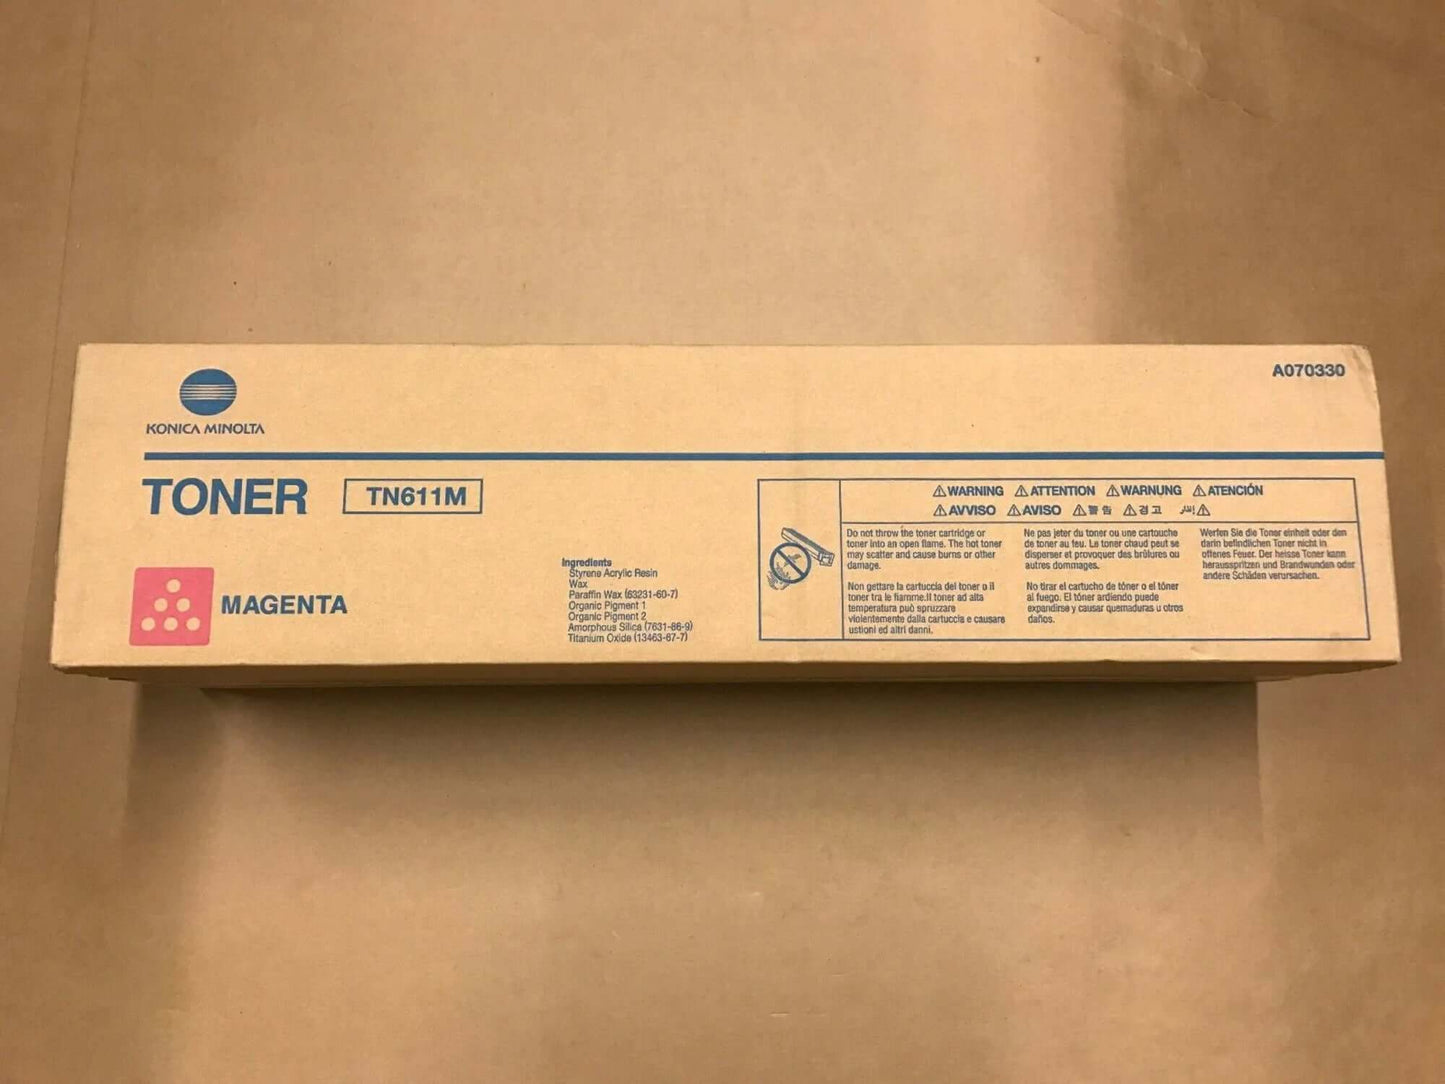 A070330
KONICA MINOLTA
TONER
TN611M
MAGENTA
Ingredients
Styrene Acrylic Resin
Wax
Paraffin Wax (63231-60-7)
Organic Pigment 1
Organic Pigment 2
Amorphous Silica (7631-86-9)
Titanium Oxide (13463-67-7)
⚠WARNING ⚠ATTENTION ⚠WARNUNG ⚠ATENCIÓN
⚠AVVISO ⚠AVISO ⚠警告 ⚠경고 ⚠
Do not throw the toner cartridge or
toner into an open flame. The hot toner
may scatter and cause burns or other
damage.
Non gettare la cartuccia del toner o il
toner tra le fiamme.Il toner ad alta
temperatura può spruzzare
violentemente dalla cartuccia e causare
ustioni ed altri danni.
Ne pas jeter du toner ou une cartouche
de toner au feu. Le toner chaud peut se
disperser et provoquer des brûlures ou
autres dommages.
No tirar el cartucho de tóner o el tóner
al fuego. El tóner ardiendo puede
expandirse y causar quemaduras u otros
daños.
Werfen Sie die Toner einheit oder den
darin befindlichen Toner nicht in
offenes Feuer. Der heisse Toner kann
herausspritzen und Brandwunden oder
andere Schäden verursachen.